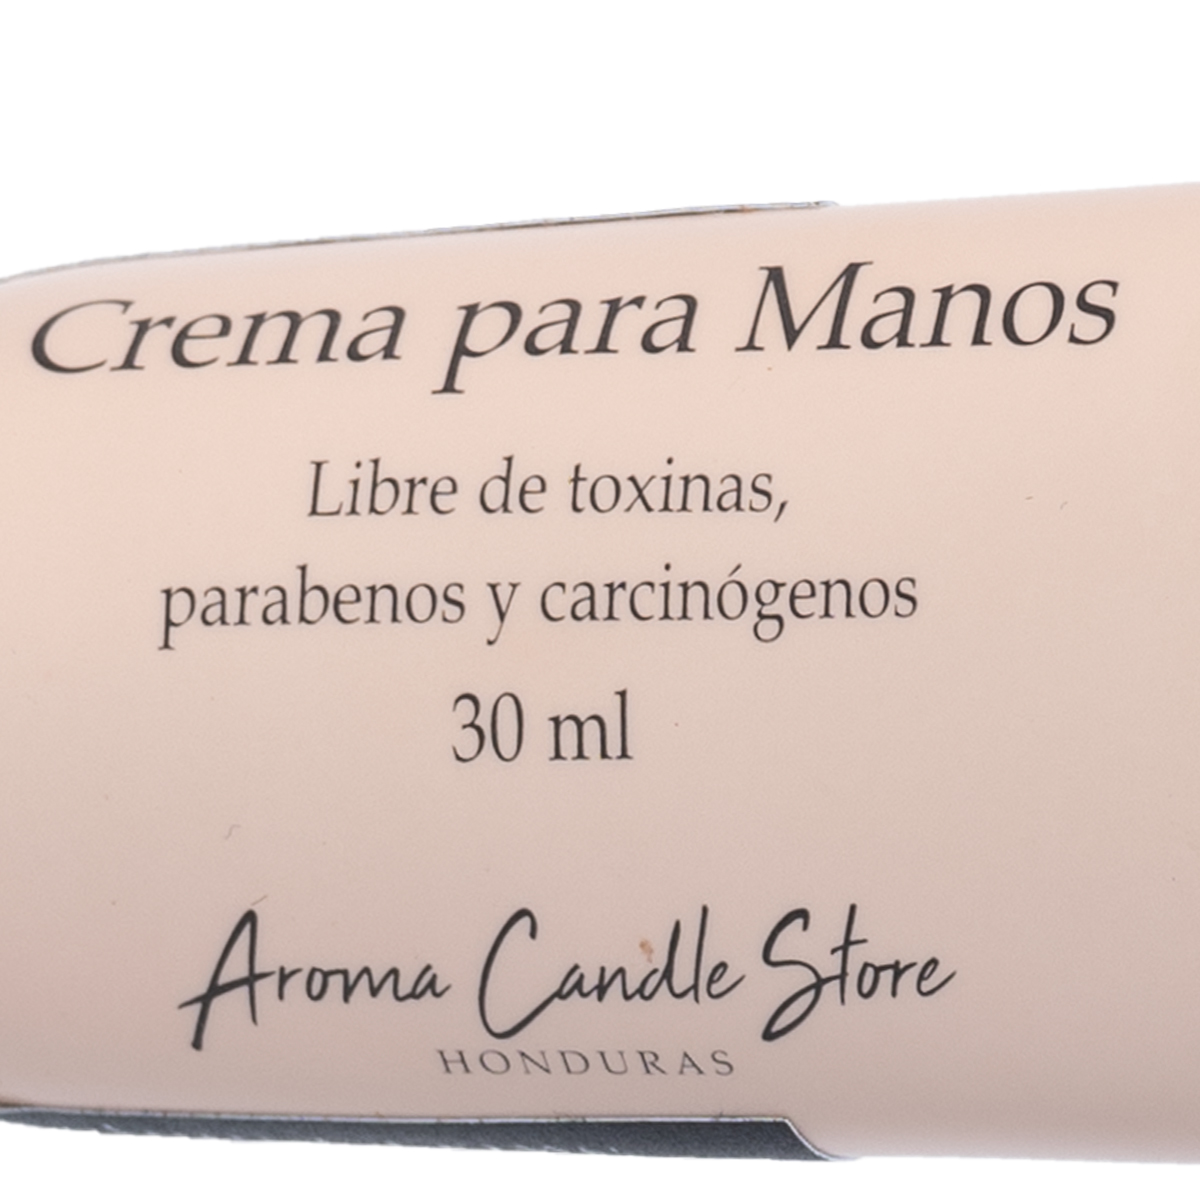 Crema para Manos
Libre de toxinas,
parabenos y carcinógenos
30 ml
Aroma Candle Store
HONDURAS